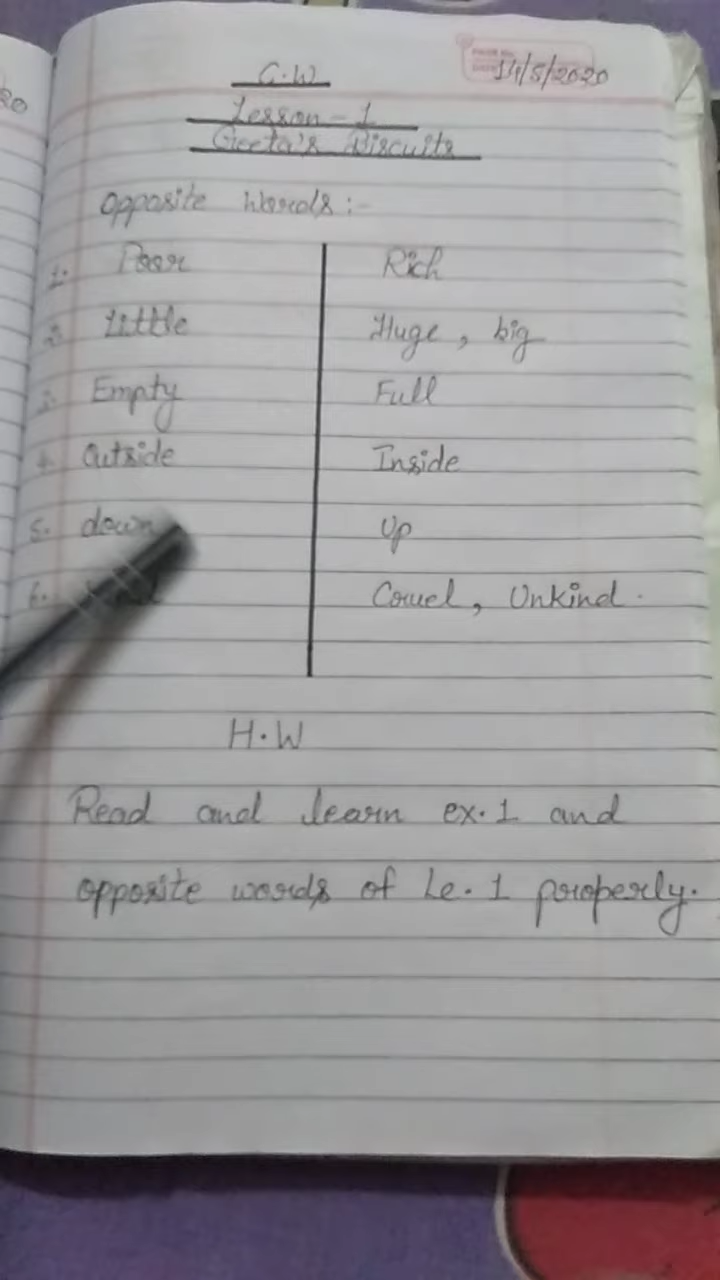 C.W
14/5/2020
Lesson - 1
Geeta's Biscuits
Opposite Words :-
1. Poor Rich
2. Little Huge, big
3. Empty Full
4. Outside Inside
5. down Up
6. Cruel, Unkind.
H.W
Read and learn ex. 1 and
opposite words of Le. 1 properly.